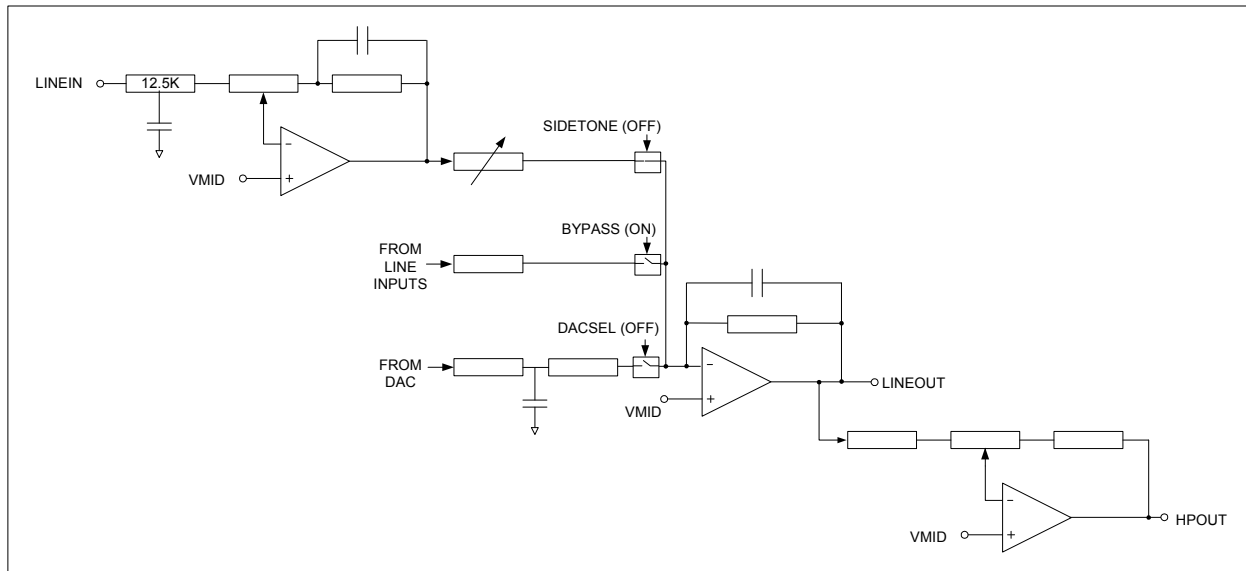 LINEIN
12.5K
SIDETONE (OFF)
−
VMID
+
BYPASS (ON)
FROM
LINE
INPUTS
DACSEL (OFF)
FROM
DAC
−
LINEOUT
VMID
+
−
HPOUT
VMID
+